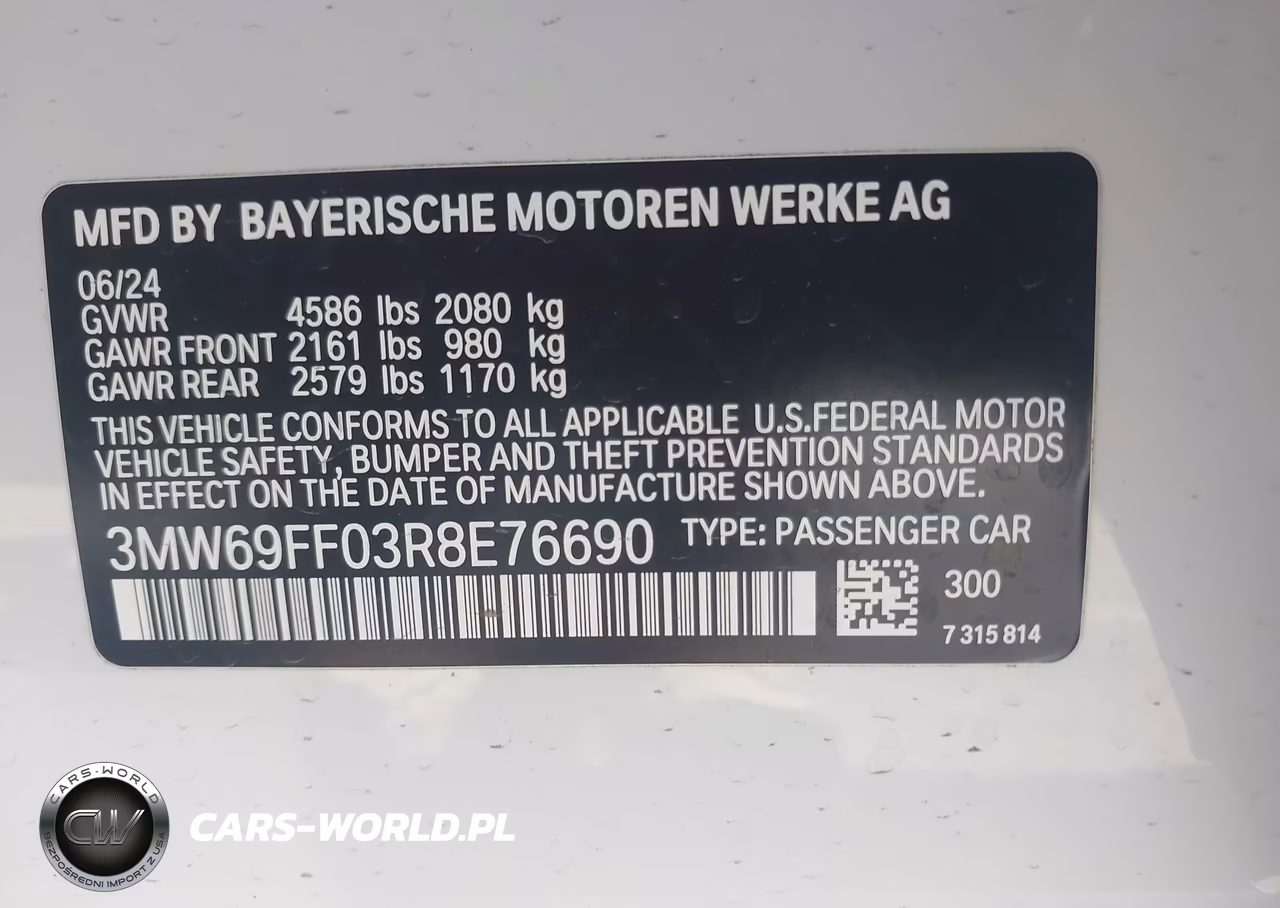 MFD BY BAYERISCHE MOTOREN WERKE AG
06/24
GVWR 4586 lbs 2080 kg
GAWR FRONT 2161 lbs 980 kg
GAWR REAR 2579 lbs 1170 kg
THIS VEHICLE CONFORMS TO ALL APPLICABLE U.S.FEDERAL MOTOR
VEHICLE SAFETY, BUMPER AND THEFT PREVENTION STANDARDS
IN EFFECT ON THE DATE OF MANUFACTURE SHOWN ABOVE.
3MW69FF03R8E76690 TYPE: PASSENGER CAR
300
7 315 814
CARS-WORLD
CW
BEZPOŚREDNI IMPORT Z USA
CARS-WORLD.PL